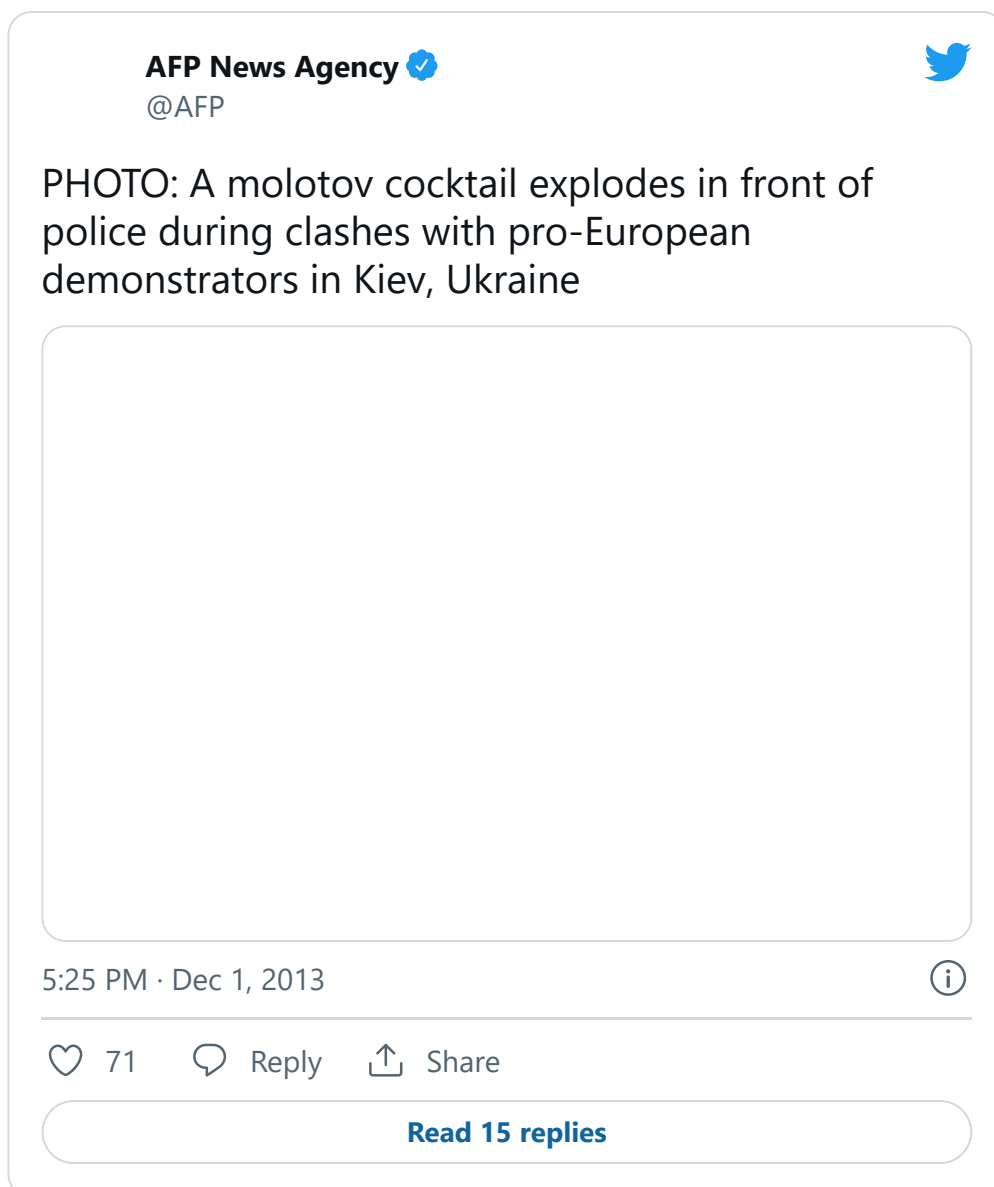 AFP News Agency
@AFP
PHOTO: A molotov cocktail explodes in front of
police during clashes with pro-European
demonstrators in Kiev, Ukraine
5:25 PM · Dec 1, 2013
71 Reply Share
Read 15 replies